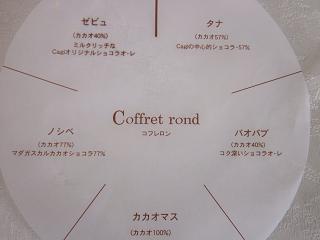 ゼビュ
(カカオ40%)
ミルクリッチな
Cagiオリジナルショコラオ･レ
タナ
(カカオ57%)
Cagiの中心的ショコラ･57%
Coffret rond
コフレロン
ノシベ
(カカオ77%)
マダガスカルカカオショコラ77%
バオバブ
(カカオ40%)
コク深いショコラオ･レ
カカオマス
(カカオ100%)